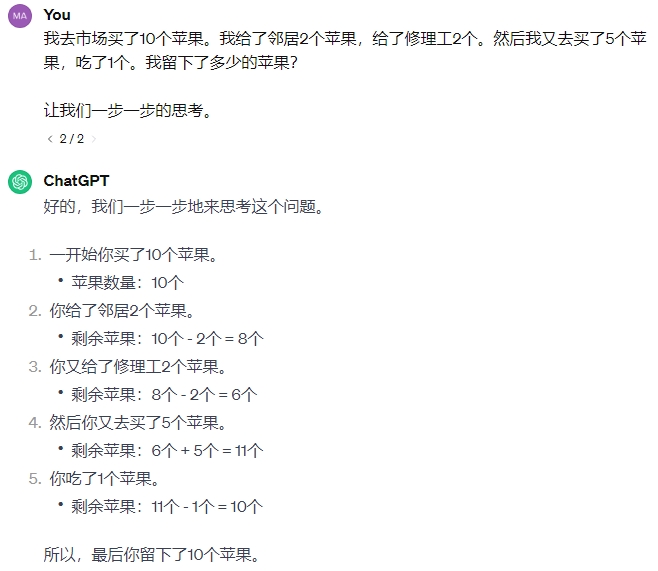 MA
You
我去市场买了10个苹果。我给了邻居2个苹果，给了修理工2个。然后我又去买了5个苹
果，吃了1个。我留下了多少的苹果？
让我们一步一步的思考。
< 2 / 2 >
ChatGPT
好的，我们一步一步地来思考这个问题。
1. 一开始你买了10个苹果。
• 苹果数量：10个
2. 你给了邻居2个苹果。
• 剩余苹果：10个 - 2个 = 8个
3. 你又给了修理工2个苹果。
• 剩余苹果：8个 - 2个 = 6个
4. 然后你又去买了5个苹果。
• 剩余苹果：6个 + 5个 = 11个
5. 你吃了1个苹果。
• 剩余苹果：11个 - 1个 = 10个
所以，最后你留下了10个苹果。